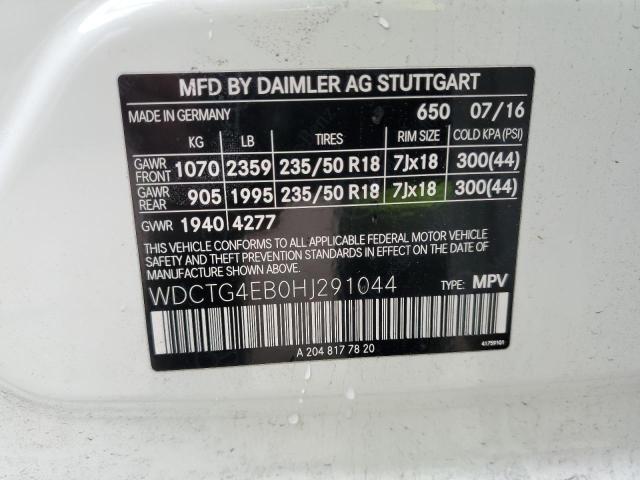 MFD BY DAIMLER AG STUTTGART
MADE IN GERMANY 650 07/16
KG LB TIRES RIM SIZE COLD KPA (PSI)
GAWR FRONT 1070 2359 235/50 R18 7Jx18 300(44)
GAWR REAR 905 1995 235/50 R18 7Jx18 300(44)
GVWR 1940 4277
THIS VEHICLE CONFORMS TO ALL APPLICABLE FEDERAL MOTOR VEHICLE
SAFETY AND THEFT PREVENTION STANDARDS IN EFFECT ON THE DATE
OF MANUFACTURE SHOWN ABOVE.
WDCTG4EB0HJ291044 TYPE: MPV
A 204 817 78 20
41759101